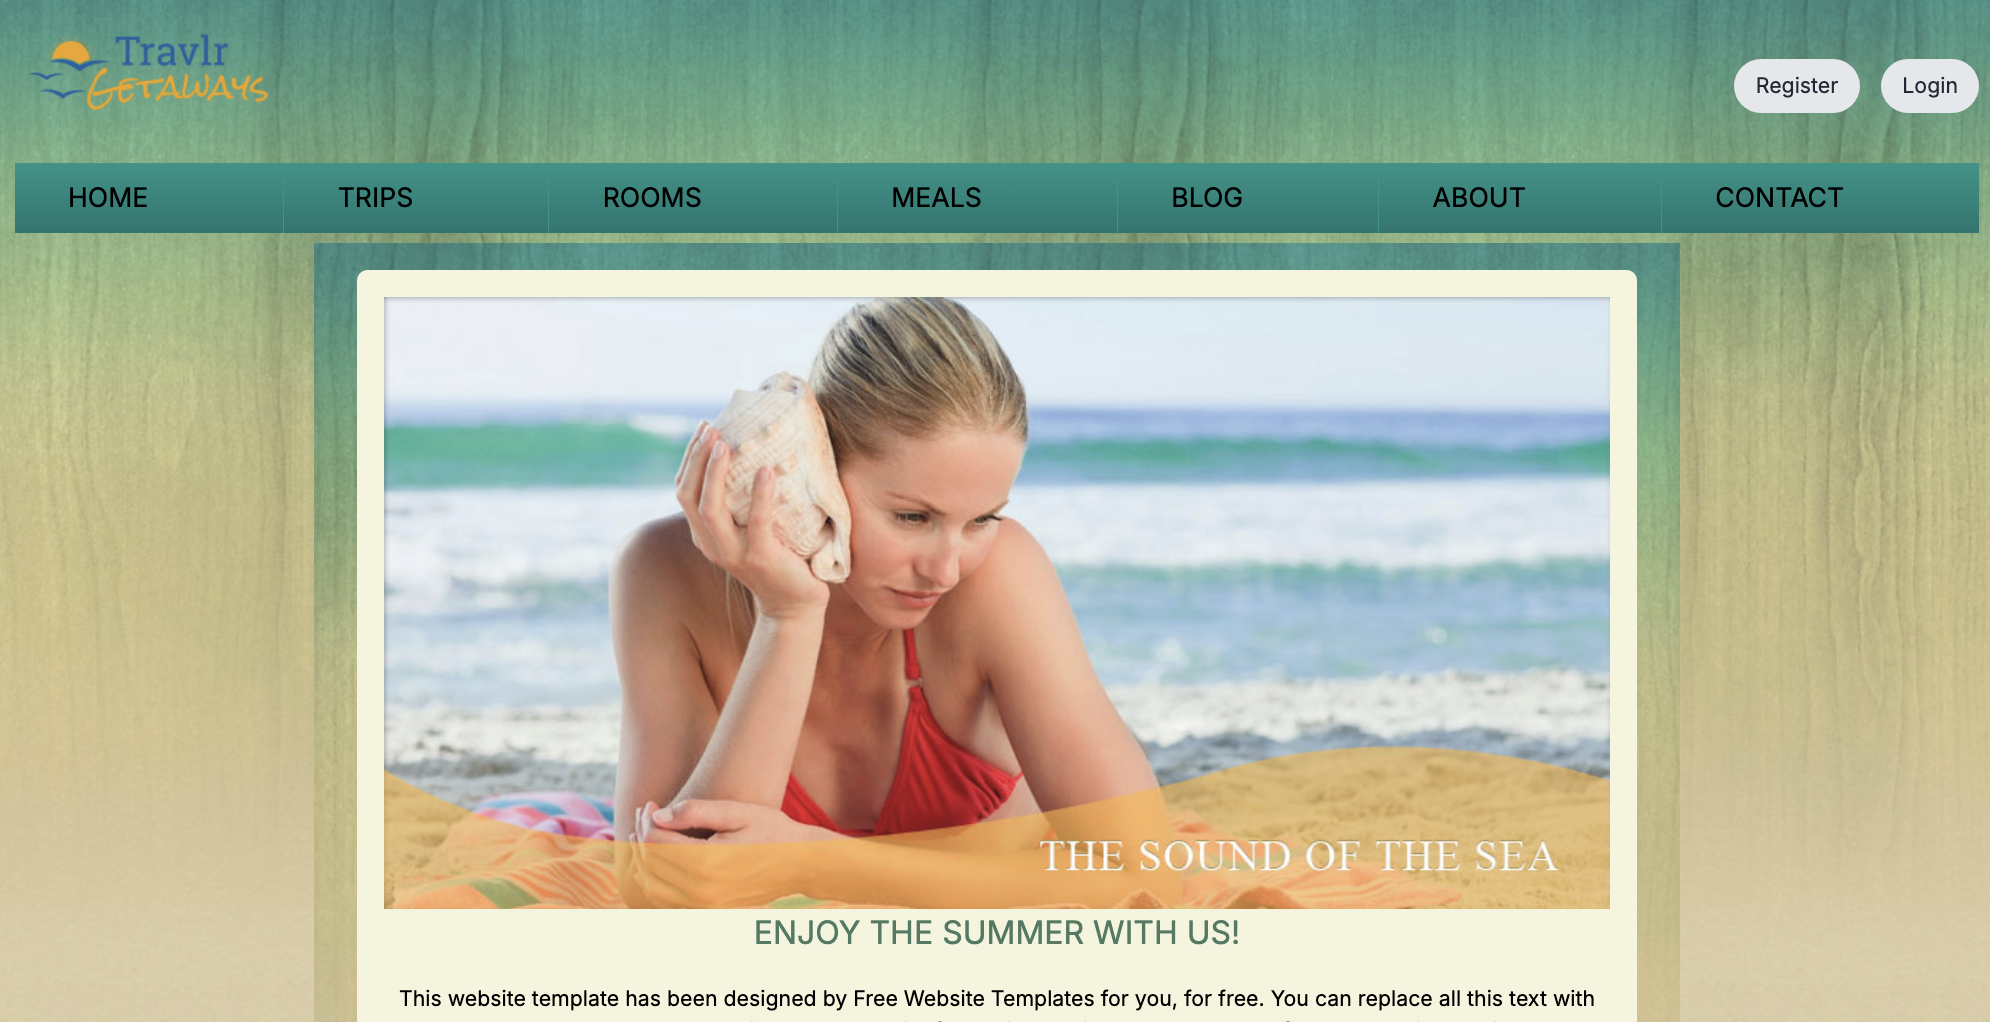 Travlr
GETAWAYS
Register
Login
HOME
TRIPS
ROOMS
MEALS
BLOG
ABOUT
CONTACT
THE SOUND OF THE SEA
ENJOY THE SUMMER WITH US!
This website template has been designed by Free Website Templates for you, for free. You can replace all this text with